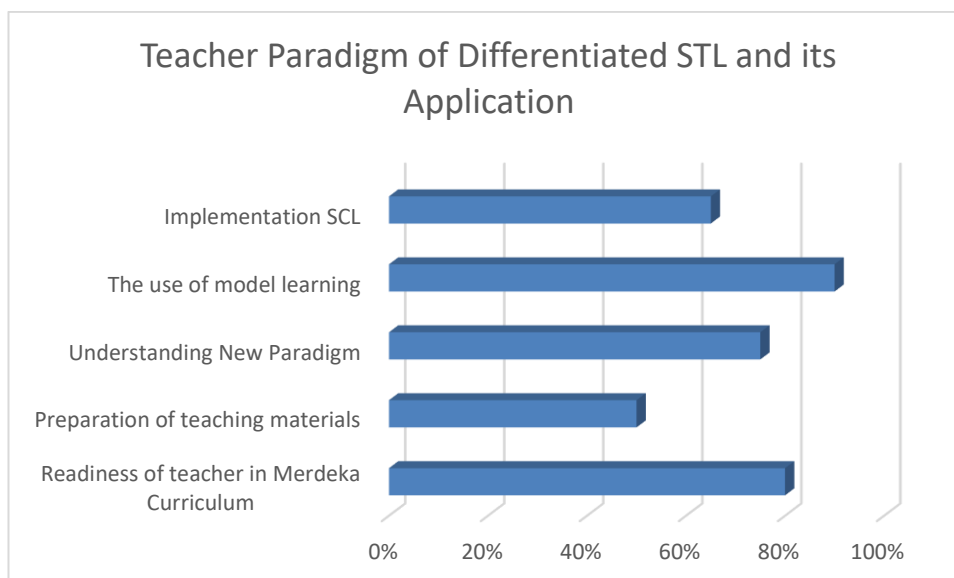 Teacher Paradigm of Differentiated STL and its
Application
Implementation SCL
The use of model learning
Understanding New Paradigm
Preparation of teaching materials
Readiness of teacher in Merdeka
Curriculum
0% 20% 40% 60% 80% 100%